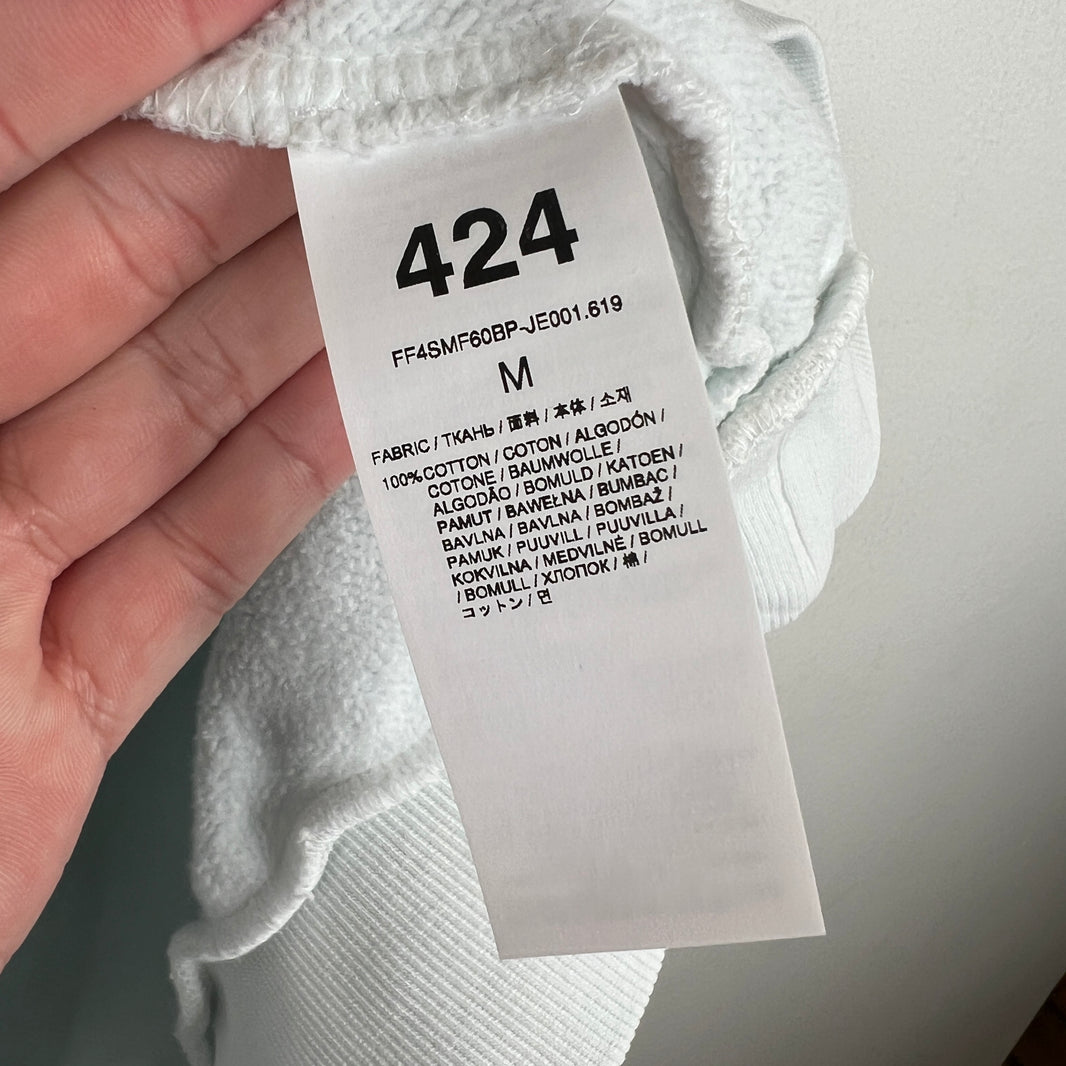 424
FF4SMF60BP-JE001.619
M
FABRIC / ТКАНЬ / 面料 / 本体 / 소재
100%COTTON / COTON / ALGODÓN /
COTONE / BAUMWOLLE /
ALGODÃO / BOMULD / KATOEN /
PAMUT / BAWEŁNA / BUMBAC /
BAVLNA / BAVLNA / BOMBAŽ /
PAMUK / PUUVILL / PUUVILLA /
KOKVILNA / MEDVILNĖ / BOMULL
/ BOMULL / ХЛОПОК / 棉 /
コットン / 면